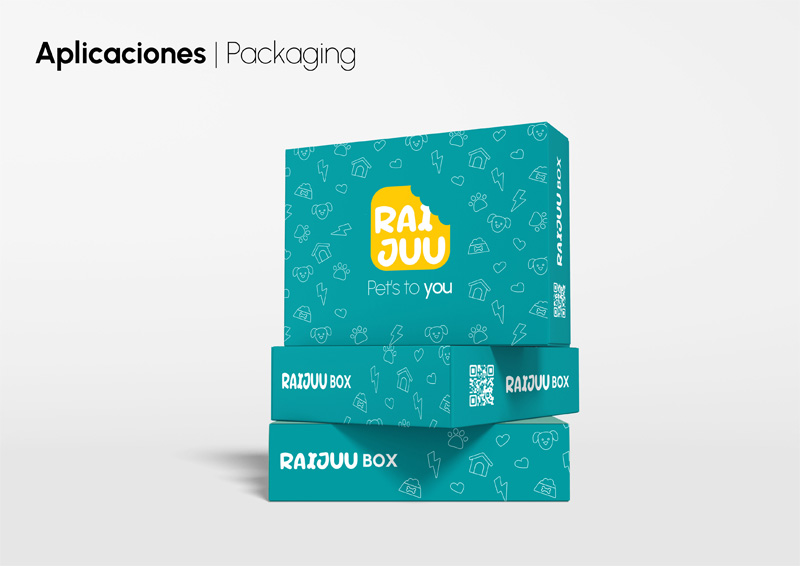 Aplicaciones | Packaging
RAI
JUU
Pet's to you
RAIJUU BOX
RAIJUU BOX
RAIJUU BOX
RAIJUU BOX